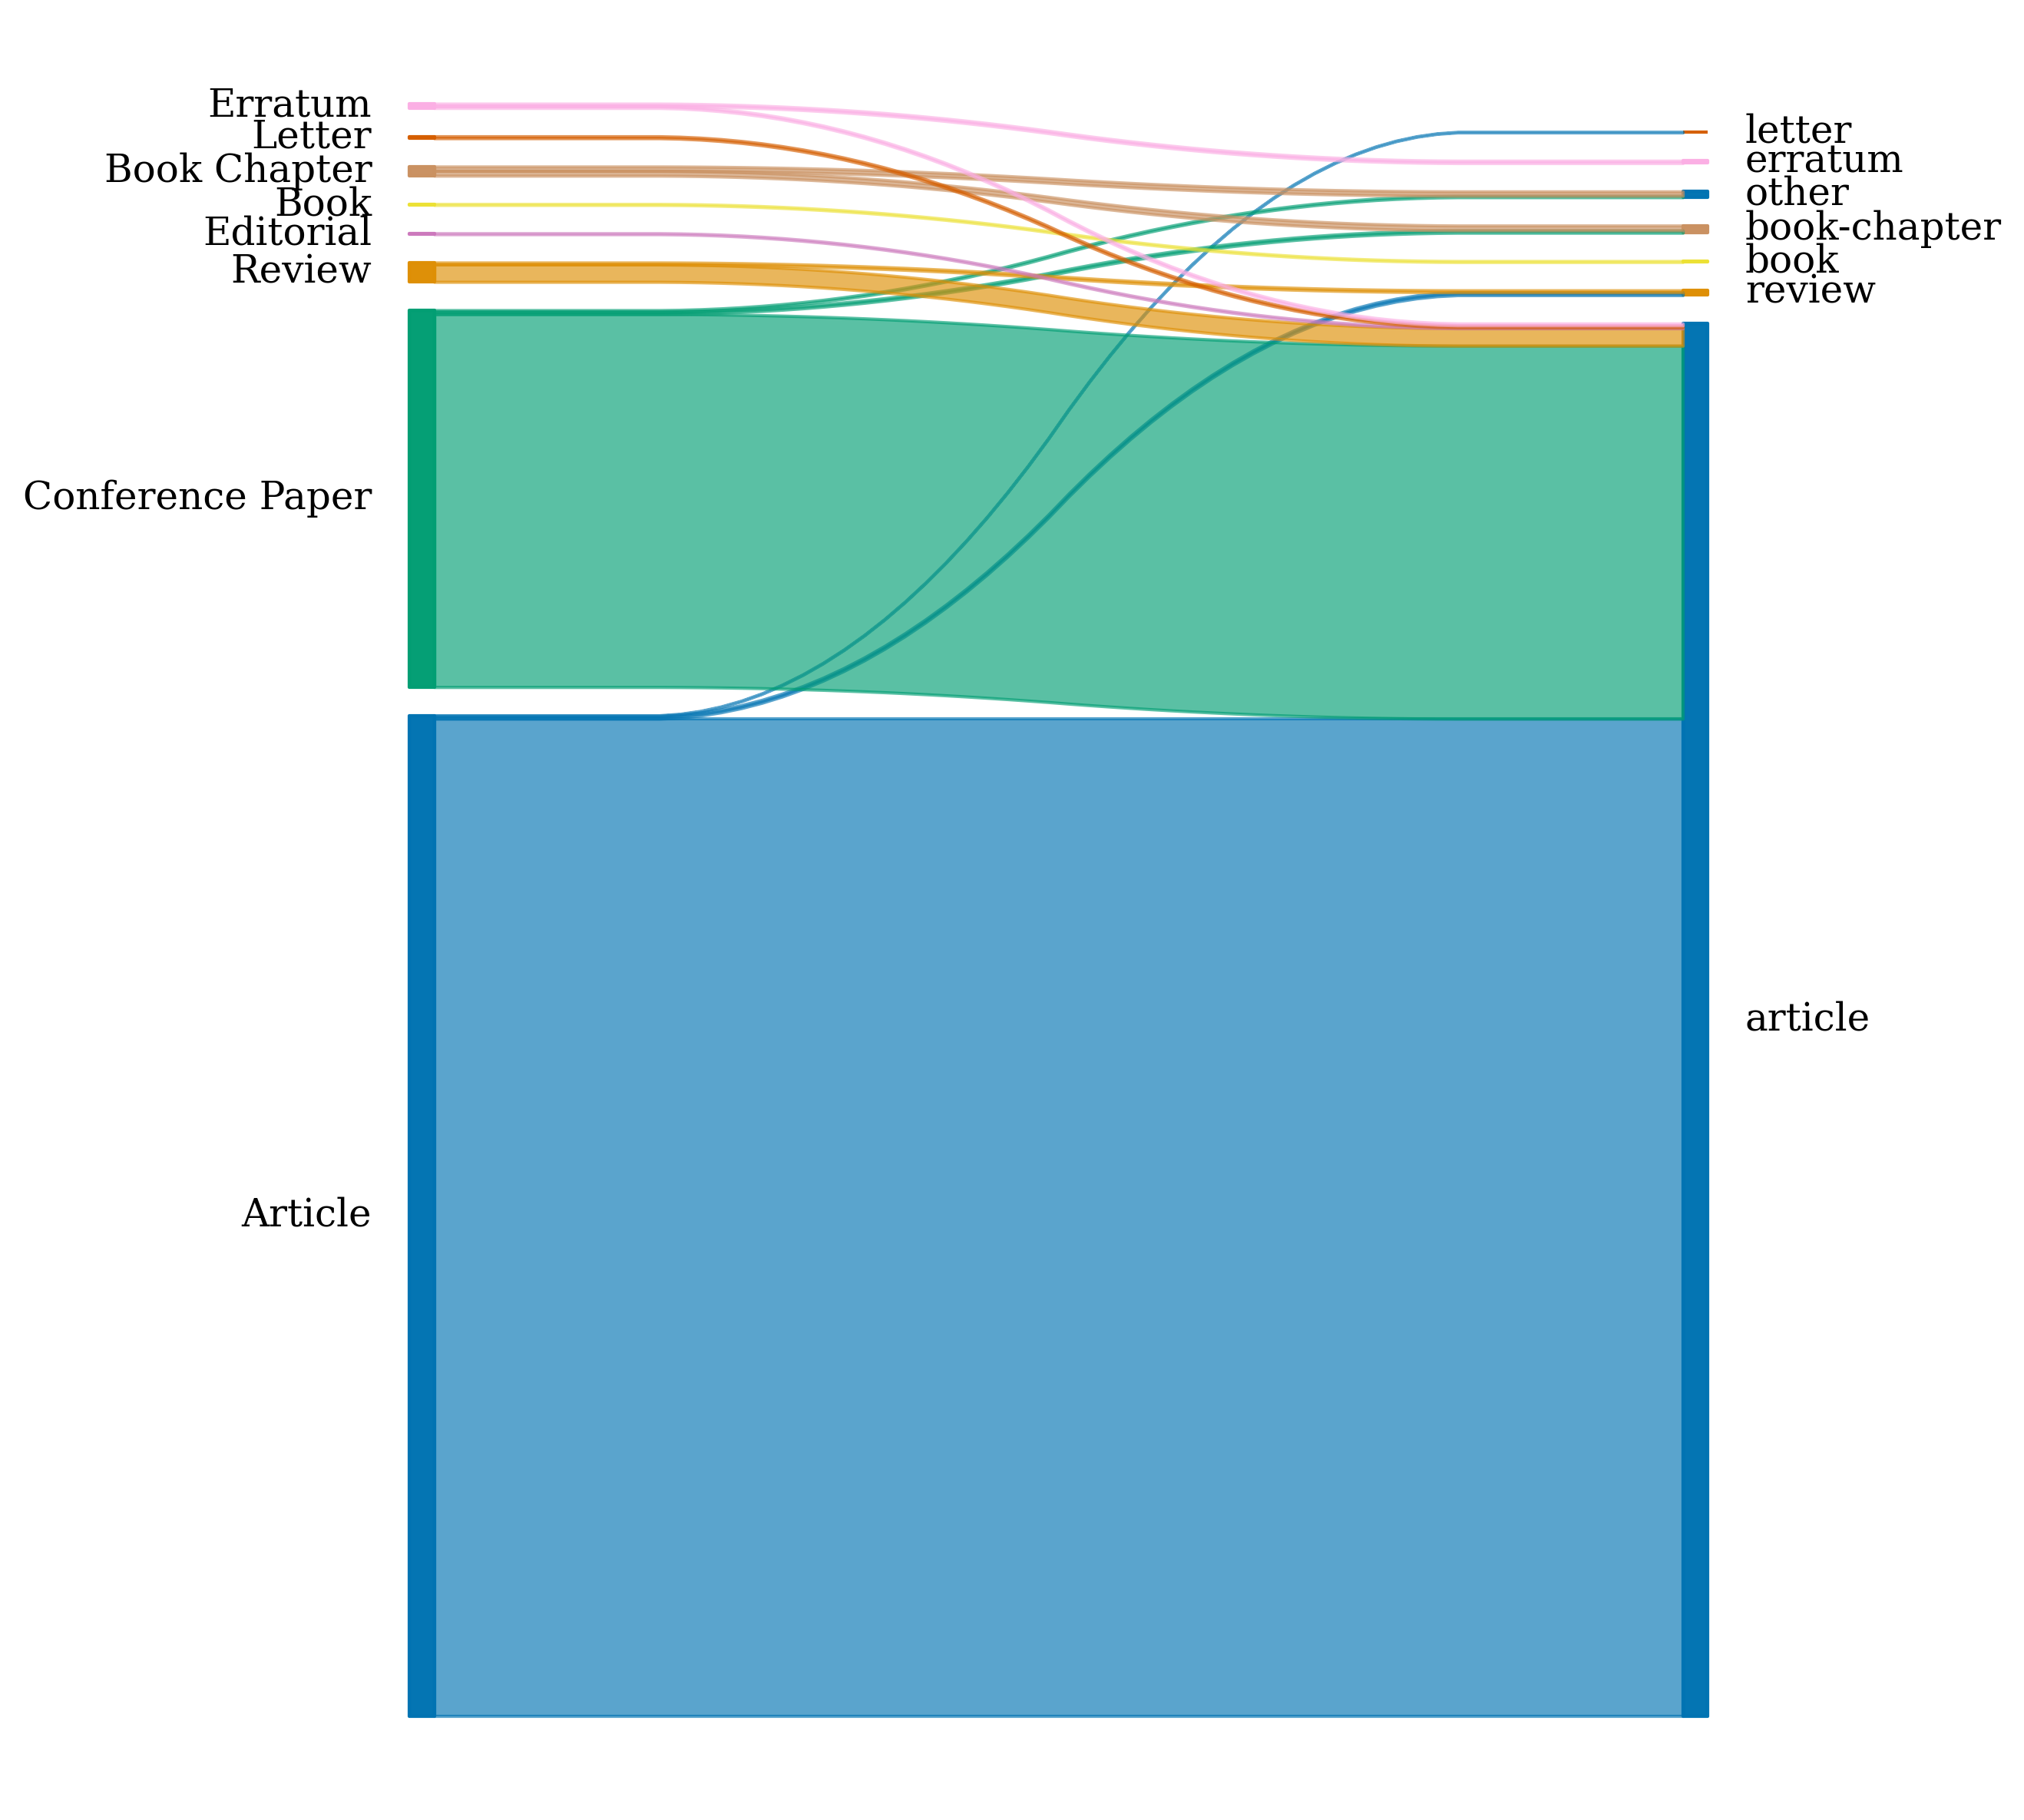 Erratum
Letter
Book Chapter
Book
Editorial
Review
Conference Paper
Article
letter
erratum
other
book-chapter
book
review
article